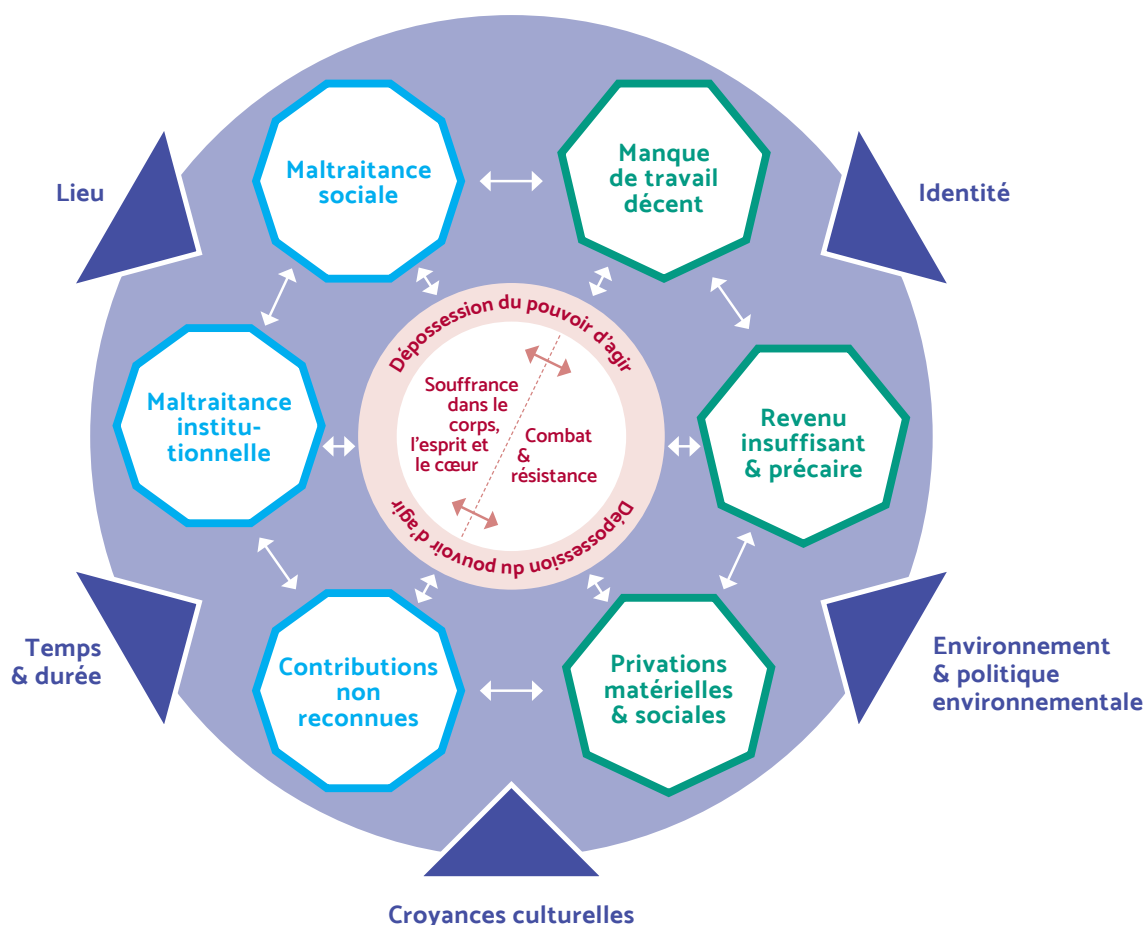 Maltraitance
sociale
Manque
de travail
décent
Lieu
Identité
Dépossession du pouvoir d'agir
Maltraitance
institu-
tionnelle
Souffrance
dans le
corps,
l'esprit et
le cœur
Combat
&
résistance
Revenu
insuffisant
& précaire
Dépossession du pouvoir d'agir
Temps
& durée
Contributions
non
reconnues
Privations
matérielles
& sociales
Environnement
& politique
environnementale
Croyances culturelles